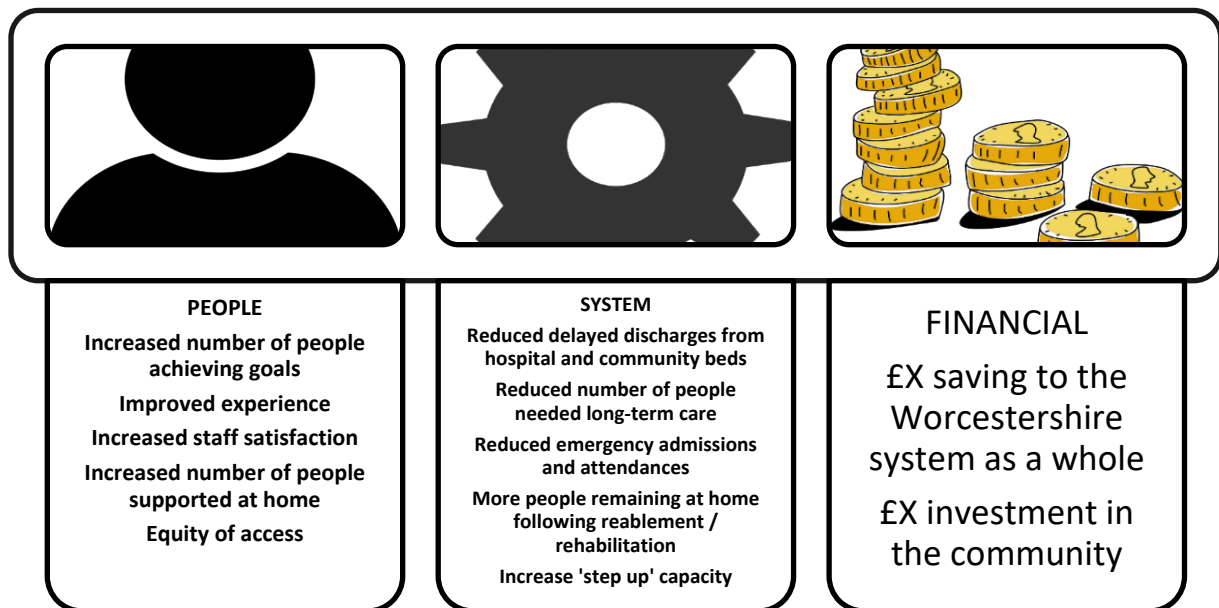 PEOPLE
Increased number of people
achieving goals
Improved experience
Increased staff satisfaction
Increased number of people
supported at home
Equity of access
SYSTEM
Reduced delayed discharges from
hospital and community beds
Reduced number of people
needed long-term care
Reduced emergency admissions
and attendances
More people remaining at home
following reablement /
rehabilitation
Increase 'step up' capacity
FINANCIAL
£X saving to the
Worcestershire
system as a whole
£X investment in
the community